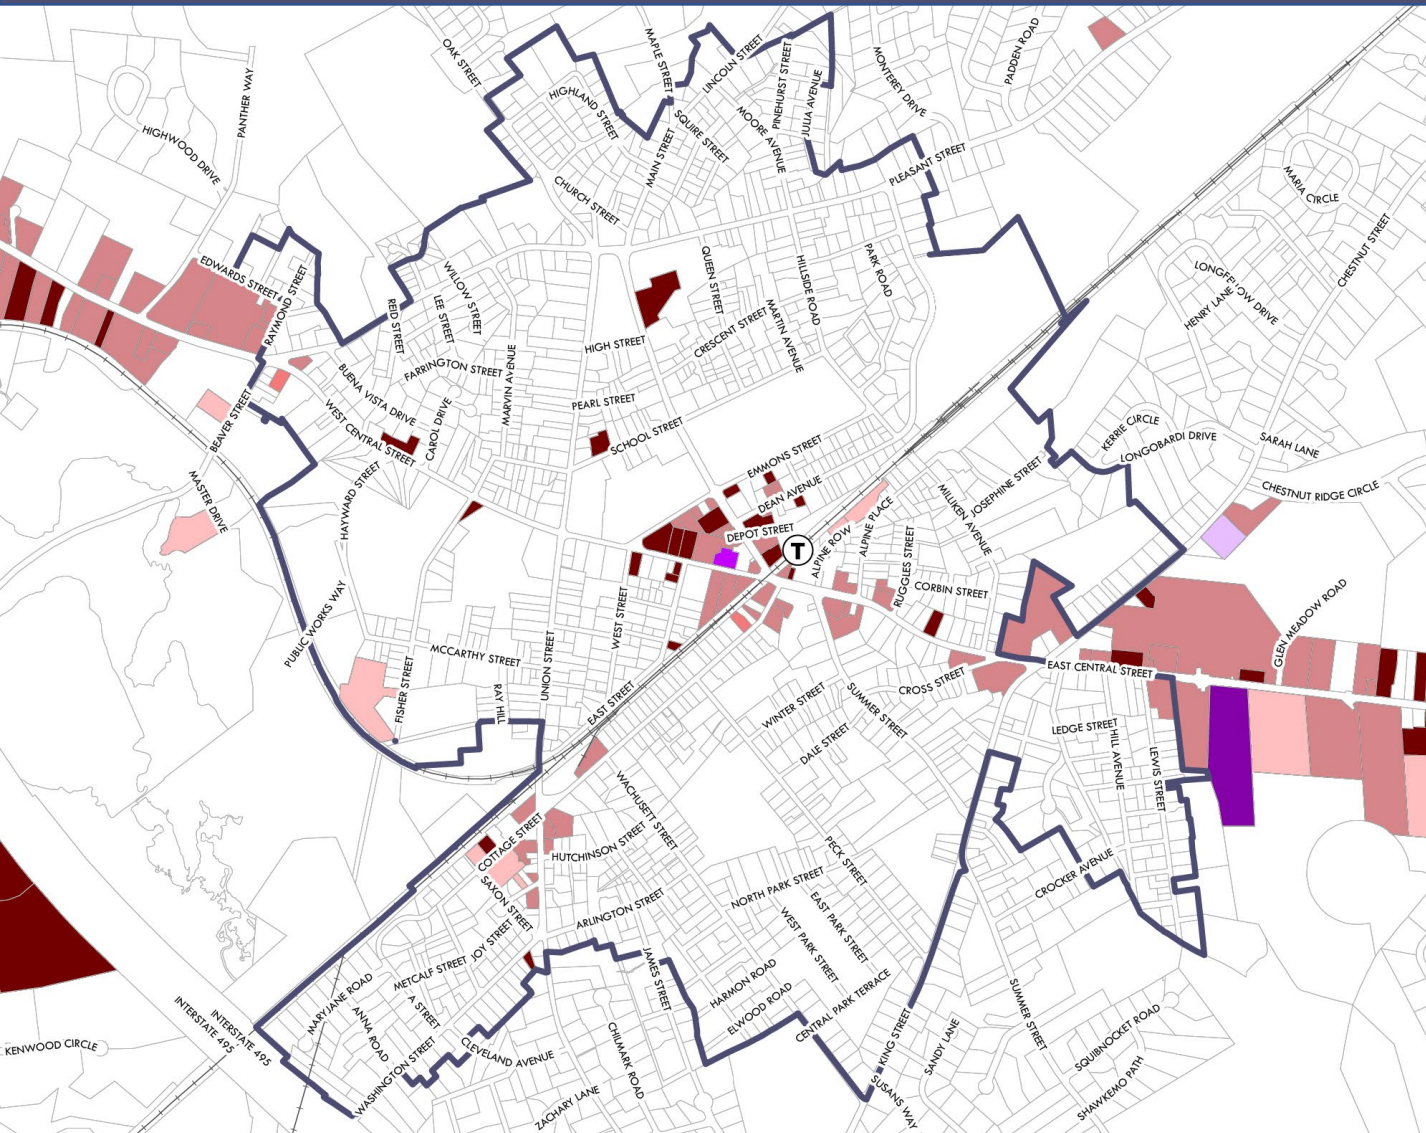 OAK STREET
MAPLE STREET
LINCOLN STREET
PINEHURST STREET
JULIA AVENUE
MONTEREY DRIVE
PADDEN ROAD
PANTHER WAY
HIGHWOOD DRIVE
HIGHLAND STREET
SQUIRE STREET
MOORE AVENUE
MAIN STREET
PLEASANT STREET
CHURCH STREET
MARIA CIRCLE
CHESTNUT STREET
EDWARDS STREET
RAYMOND STREET
WILLOW STREET
LEE STREET
REID STREET
QUEEN STREET
HILLSIDE ROAD
PARK ROAD
LONGFELLOW DRIVE
HENRY LANE
CRESCENT STREET
MARTIN AVENUE
HIGH STREET
FARRINGTON STREET
BUENA VISTA DRIVE
MARVIN AVENUE
PEARL STREET
SCHOOL STREET
BEAVER STREET
WEST CENTRAL STREET
CAROL DRIVE
KERRIE CIRCLE
LONGOBARDI DRIVE
SARAH LANE
EMMONS STREET
DEAN AVENUE
MASTER DRIVE
HAYWARD STREET
MILLIKEN AVENUE
JOSEPHINE STREET
CHESTNUT RIDGE CIRCLE
DEPOT STREET
T
ALPINE ROW
ALPINE PLACE
RUGGLES STREET
CORBIN STREET
PUBLIC WORKS WAY
WEST STREET
GLEN MEADOW ROAD
MCCARTHY STREET
UNION STREET
FISHER STREET
RAY HILL
EAST STREET
CROSS STREET
EAST CENTRAL STREET
WINTER STREET
SUMMER STREET
DALE STREET
LEDGE STREET
HILL AVENUE
LEWIS STREET
WACHUSETT STREET
COTTAGE STREET
HUTCHINSON STREET
PECK STREET
CROCKER AVENUE
SAXON STREET
ARLINGTON STREET
NORTH PARK STREET
EAST PARK STREET
WEST PARK STREET
JOY STREET
METCALF STREET
JAMES STREET
HARMON ROAD
ELWOOD ROAD
CENTRAL PARK TERRACE
MARY JANE ROAD
A STREET
ANNA ROAD
INTERSTATE 495
INTERSTATE 495
KENWOOD CIRCLE
WASHINGTON STREET
CLEVELAND AVENUE
CHILMARK ROAD
ZACHARY LANE
KING STREET
SANDY LANE
SUSANS WAY
SUMMER STREET
SQUIBNOCKET ROAD
SHAWKEMO PATH